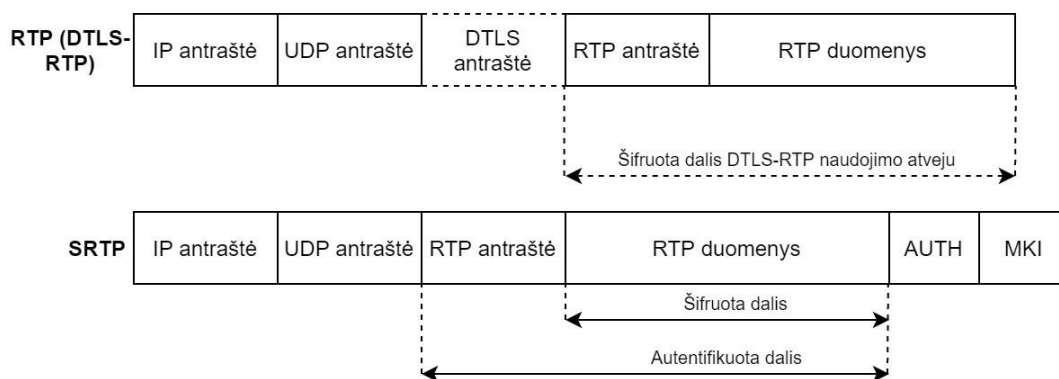 RTP (DTLS-
RTP)
IP antraštė
UDP antraštė
DTLS
antraštė
RTP antraštė
RTP duomenys
Šifruota dalis DTLS-RTP naudojimo atveju
SRTP
IP antraštė
UDP antraštė
RTP antraštė
RTP duomenys
AUTH
MKI
Šifruota dalis
Autentifikuota dalis